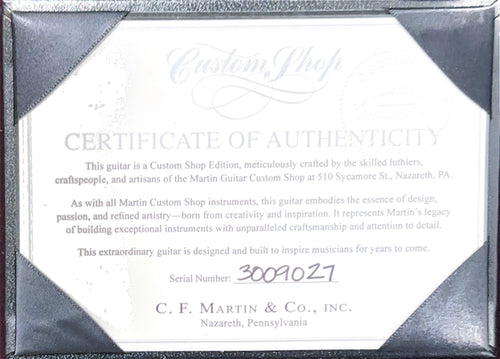 Custom Shop
CERTIFICATE OF AUTHENTICITY
This guitar is a Custom Shop Edition, meticulously crafted by the skilled luthiers,
craftspeople, and artisans of the Martin Guitar Custom Shop at 510 Sycamore St., Nazareth, PA.
As with all Martin Custom Shop instruments, this guitar embodies the essence of design,
passion, and refined artistry—born from creativity and inspiration. It represents Martin's legacy
of building exceptional instruments with unparalleled craftsmanship and attention to detail.
This extraordinary guitar is designed and built to inspire musicians for years to come.
Serial Number: 3009027
C. F. MARTIN & CO., INC.
Nazareth, Pennsylvania